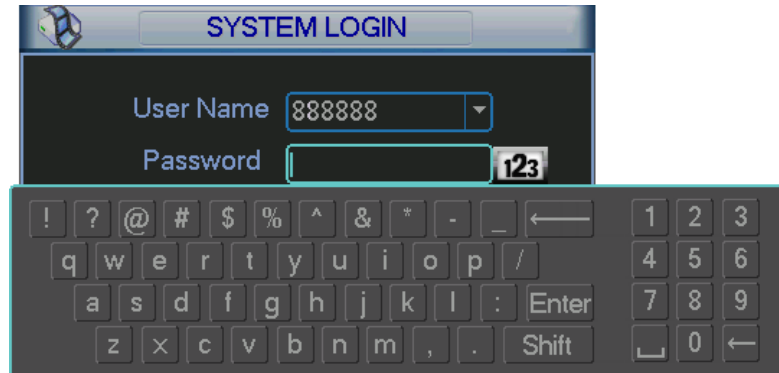 SYSTEM LOGIN
User Name 888888
Password 123
! ? @ # $ % ^ & * - _ 1 2 3
q w e r t y u i o p / 4 5 6
a s d f g h j k l : Enter 7 8 9
z x c v b n m , . Shift 0